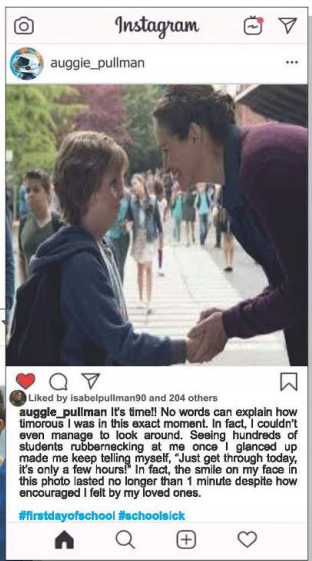 Instagram
auggie_pullman
Liked by isabelpullman90 and 204 others
auggie_pullman It's time!! No words can explain how
timorous I was in this exact moment. In fact, I couldn't
even manage to look around. Seeing hundreds of
students rubbernecking at me once I glanced up
made me keep telling myself, "Just get through today,
it's only a few hours!" In fact, the smile on my face in
this photo lasted no longer than 1 minute despite how
encouraged I felt by my loved ones.
#firstdayofschool #schoolsick